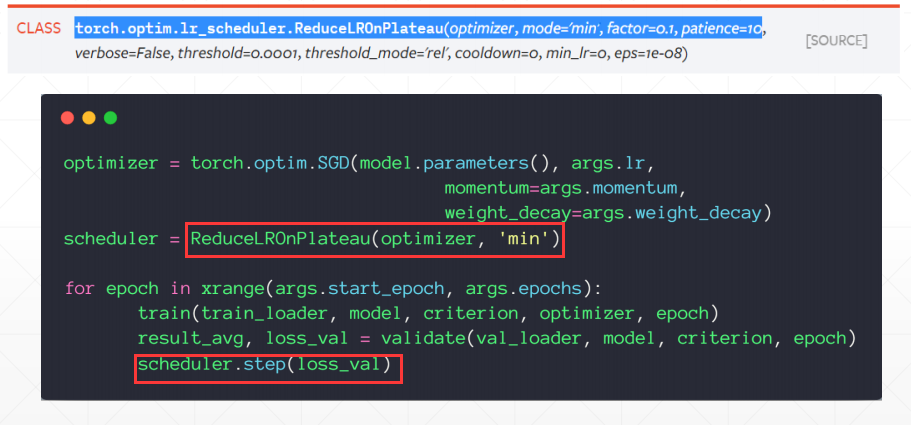 CLASS torch.optim.lr_scheduler.ReduceLROnPlateau(optimizer, mode='min', factor=0.1, patience=10,
verbose=False, threshold=0.0001, threshold_mode='rel', cooldown=0, min_lr=0, eps=1e-08)
[SOURCE]
optimizer = torch.optim.SGD(model.parameters(), args.lr,
momentum=args.momentum,
weight_decay=args.weight_decay)
scheduler = ReduceLROnPlateau(optimizer, 'min')
for epoch in xrange(args.start_epoch, args.epochs):
train(train_loader, model, criterion, optimizer, epoch)
result_avg, loss_val = validate(val_loader, model, criterion, epoch)
scheduler.step(loss_val)